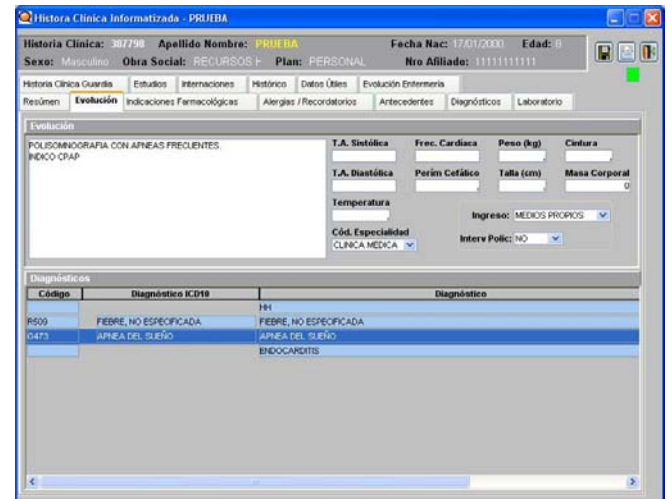 Histora Clínica Informatizada - PRUEBA
Historia Clínica: 387798 Apellido Nombre: PRUEBA Fecha Nac: 17/01/2000 Edad: 8
Sexo: Masculino Obra Social: RECURSOS H Plan: PERSONAL Nro Afiliado: 11111111111
Historia Clínica Guardia Estudios Internaciones Histórico Datos Útiles Evolución Enfermería
Resúmen Evolución Indicaciones Farmacológicas Alergias / Recordatorios Antecedentes Diagnósticos Laboratorio
Evolución
POLISOMNOGRAFIA CON APNEAS FRECUENTES.
INDICO CPAP
T.A. Sistólica Frec. Cardíaca Peso (kg) Cintura
T.A. Diastólica Perím Cefálico Talla (cm) Masa Corporal
0
Temperatura
Ingreso: MEDIOS PROPIOS
Cód. Especialidad
CLINICA MEDICA
Interv Polic: NO
Diagnósticos
Código Diagnóstico ICD10 Diagnóstico
HH
R509 FIEBRE, NO ESPECIFICADA FIEBRE, NO ESPECIFICADA
G473 APNEA DEL SUEÑO APNEA DEL SUEÑO
ENDOCARDITIS